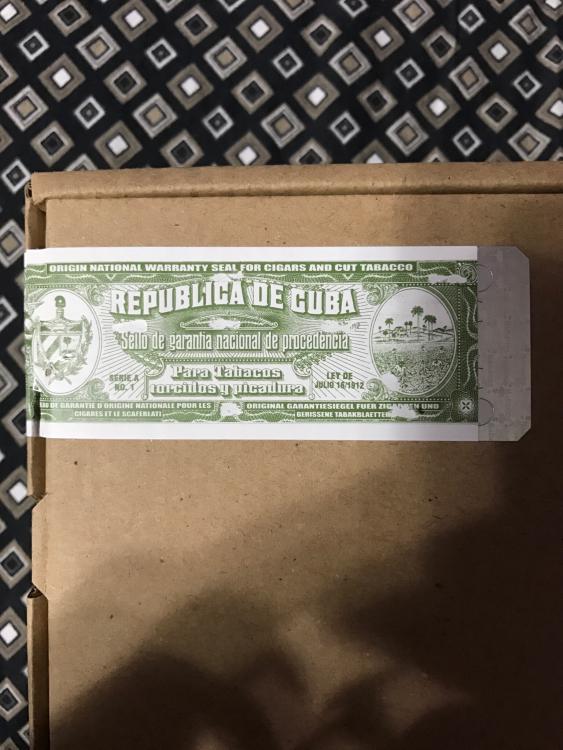 ORIGIN NATIONAL WARRANTY SEAL FOR CIGARS AND CUT TABACCO
REPUBLICA DE CUBA
Sello de garantia nacional de procedencia
Para Tabacos
torcidos y picadura
SERIE A
NO. 1
LEY DE
JULIO 16/1912
DE GARANTIE D'ORIGINE NATIONALE POUR LES
CIGARES ET LE SCAFERLATI
ORIGINAL GARANTIESIEGEL FUER UND
GERISSENE TABAKBLAETTER